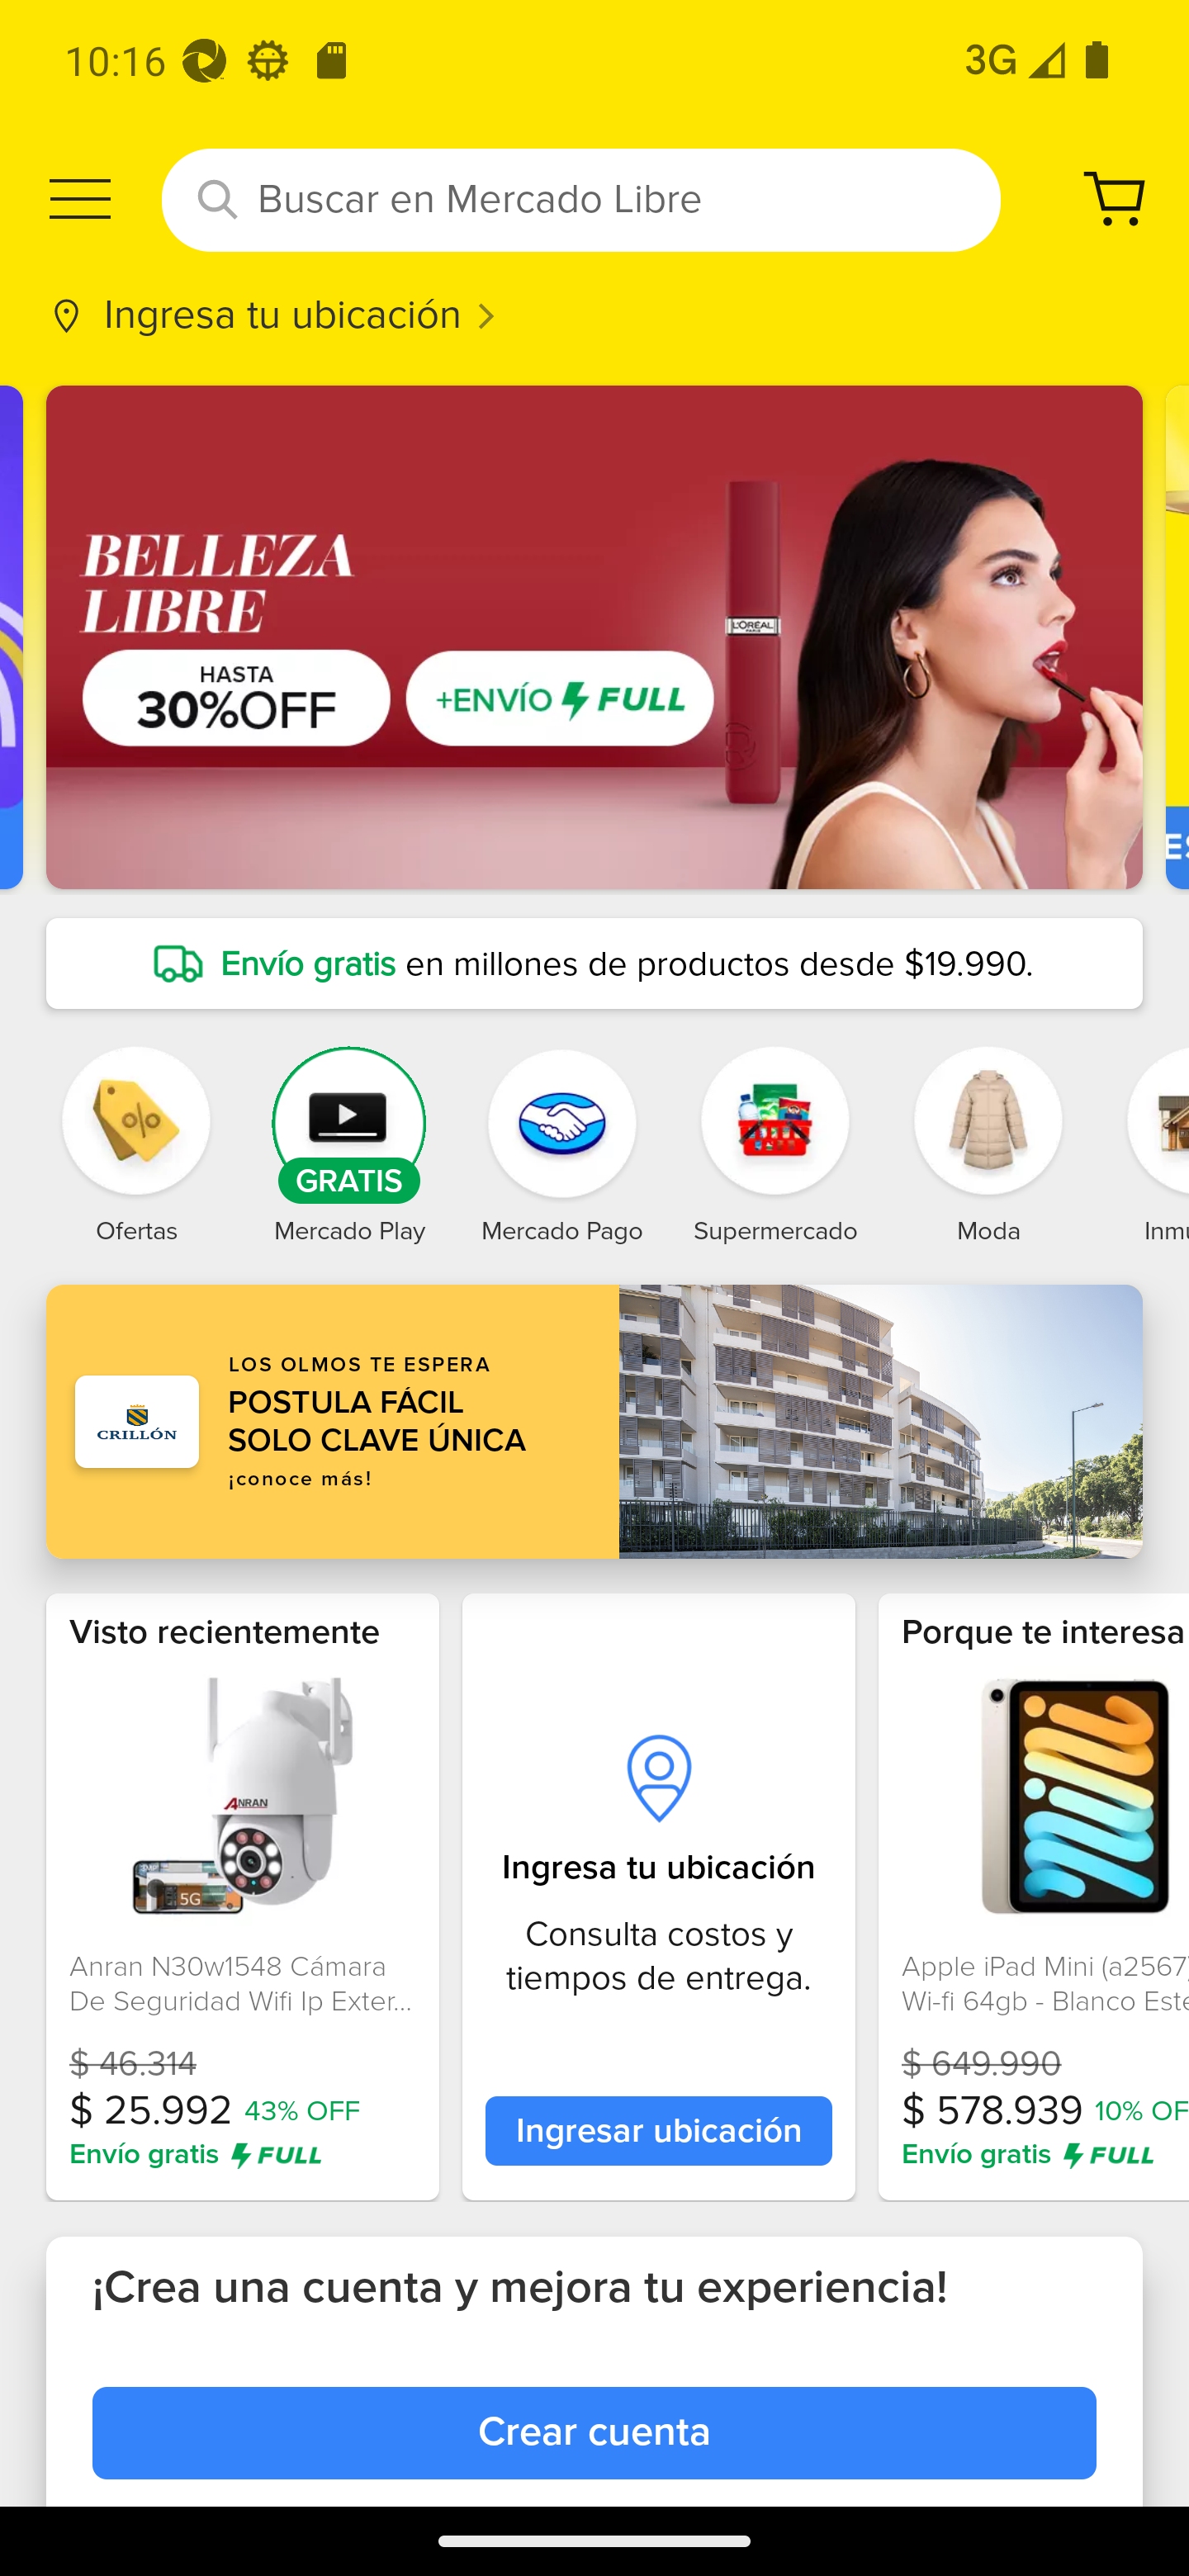 10:16
3G
Buscar en Mercado Libre
Ingresa tu ubicación
BELLEZA
LIBRE
HASTA
30%OFF
+ENVÍO FULL
L'ORÉAL
PARIS
Envío gratis en millones de productos desde $19.990.
GRATIS
Ofertas
Mercado Play
Mercado Pago
Supermercado
Moda
Inmu
LOS OLMOS TE ESPERA
POSTULA FÁCIL
SOLO CLAVE ÚNICA
¡conoce más!
CRILLÓN
Visto recientemente
ANRAN
5G
Anran N30w1548 Cámara
De Seguridad Wifi Ip Exter...
$ 46.314
$ 25.992 43% OFF
Envío gratis FULL
Ingresa tu ubicación
Consulta costos y
tiempos de entrega.
Ingresar ubicación
Porque te interesa
Apple iPad Mini (a2567)
Wi-fi 64gb - Blanco Este
$ 649.990
$ 578.939 10% OF
Envío gratis FULL
¡Crea una cuenta y mejora tu experiencia!
Crear cuenta